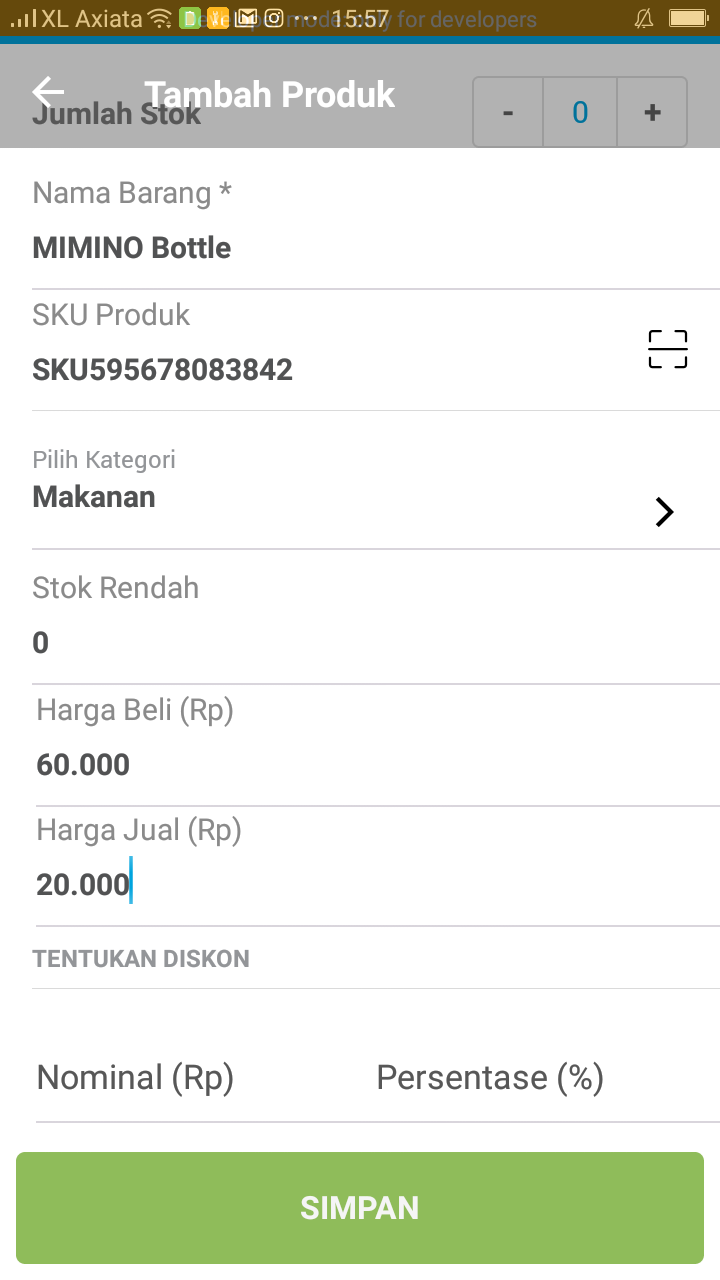 XL Axiata ... 15:57
Developer mode: only for developers
Tambah Produk
Jumlah Stok - 0 +
Nama Barang *
MIMINO Bottle
SKU Produk
SKU595678083842
Pilih Kategori
Makanan
Stok Rendah
0
Harga Beli (Rp)
60.000
Harga Jual (Rp)
20.000
TENTUKAN DISKON
Nominal (Rp) Persentase (%)
SIMPAN